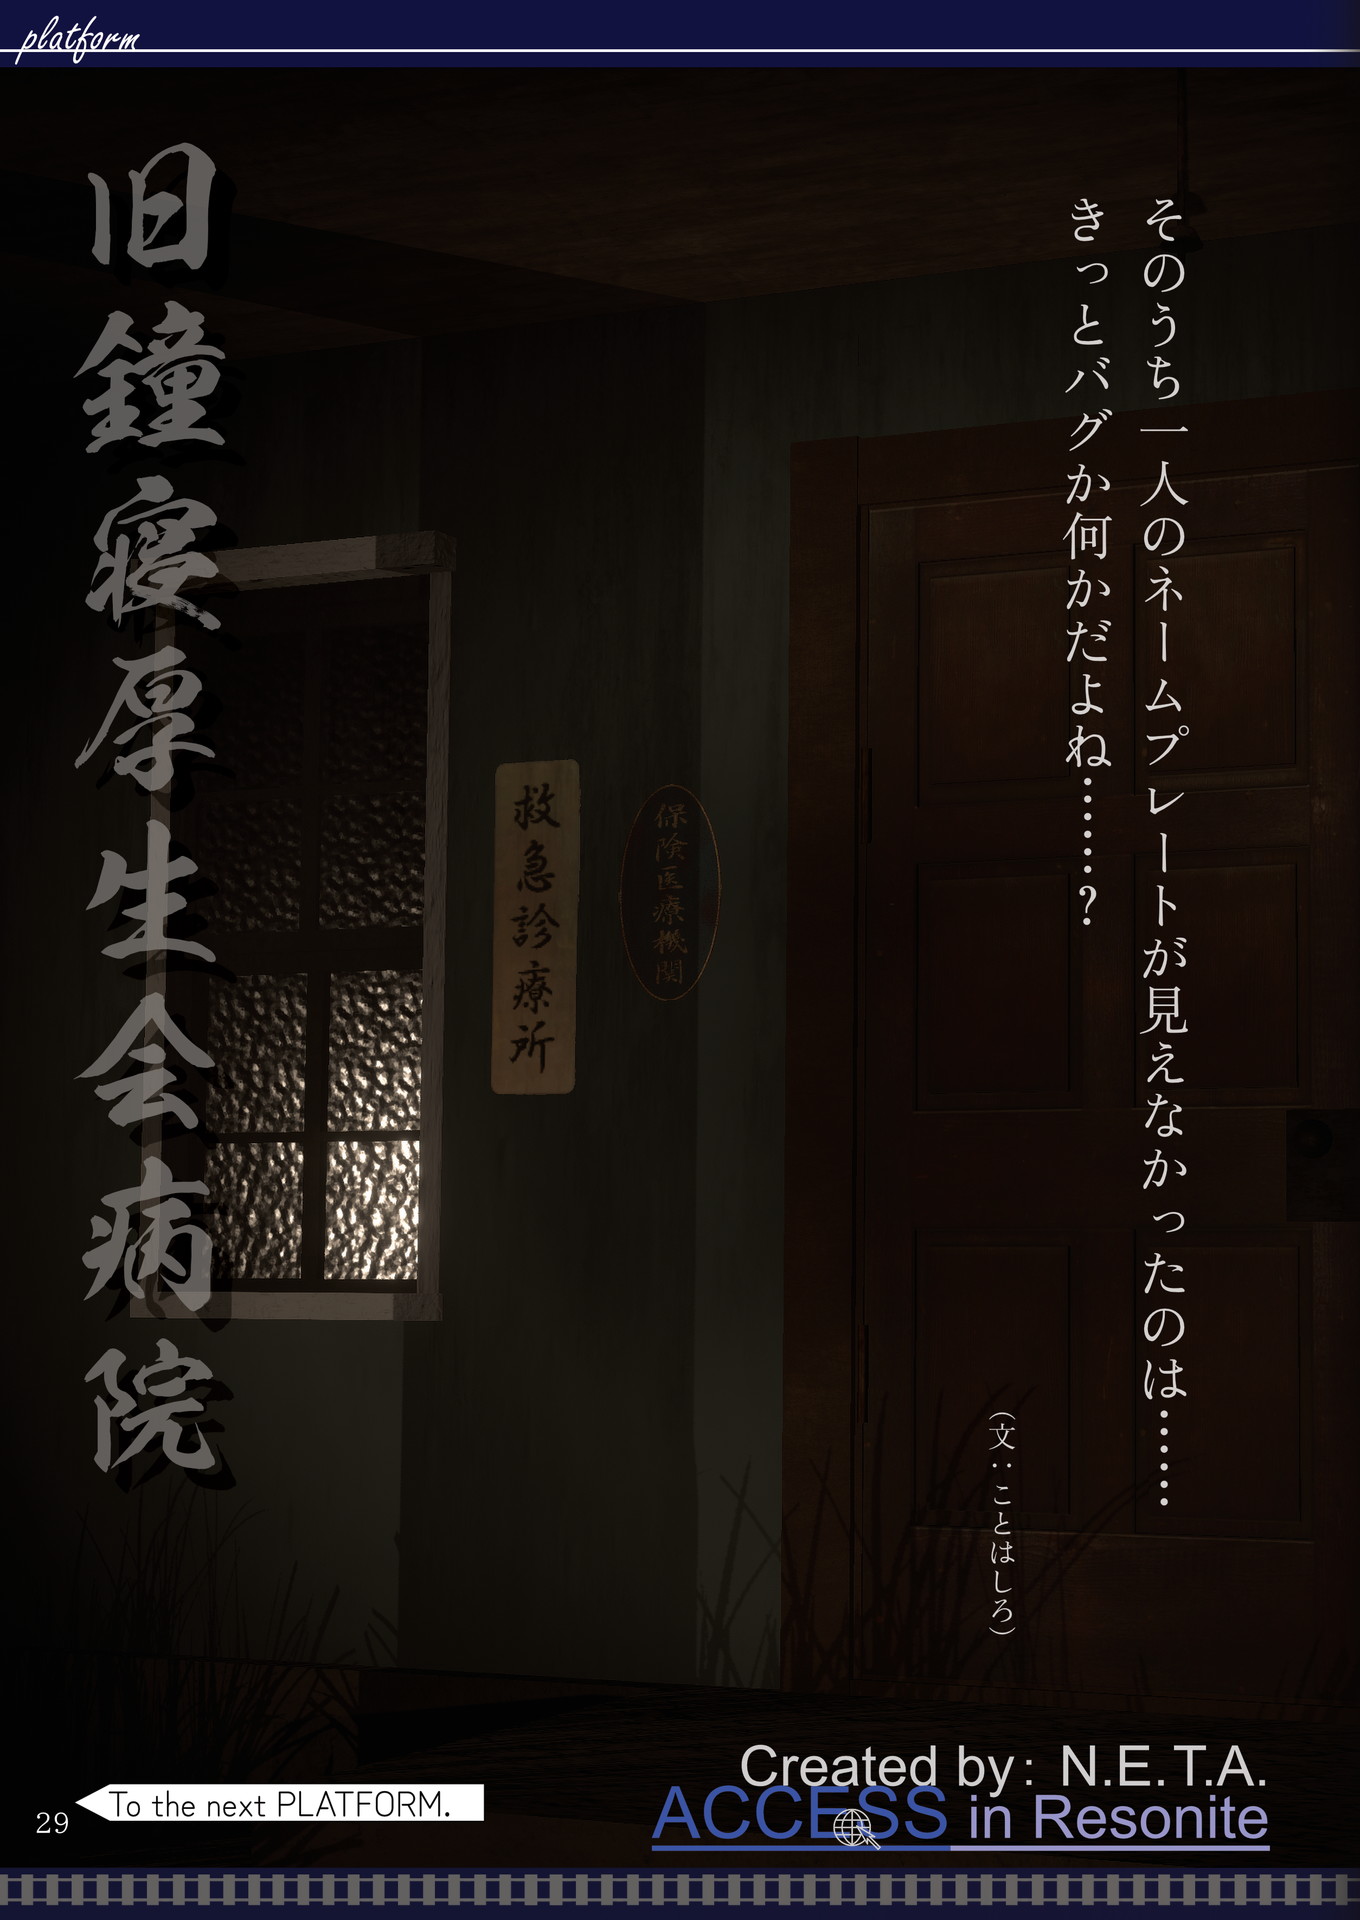 platform
そのうち一人のネームプレートが見えなかったのは……
きっとバグか何かだよね……？
（文：ことはしろ）
保険医療機関
救急診療所
旧鐘寝厚生会病院
Created by: N.E.T.A.
ACCESS in Resonite
To the next PLATFORM.
29